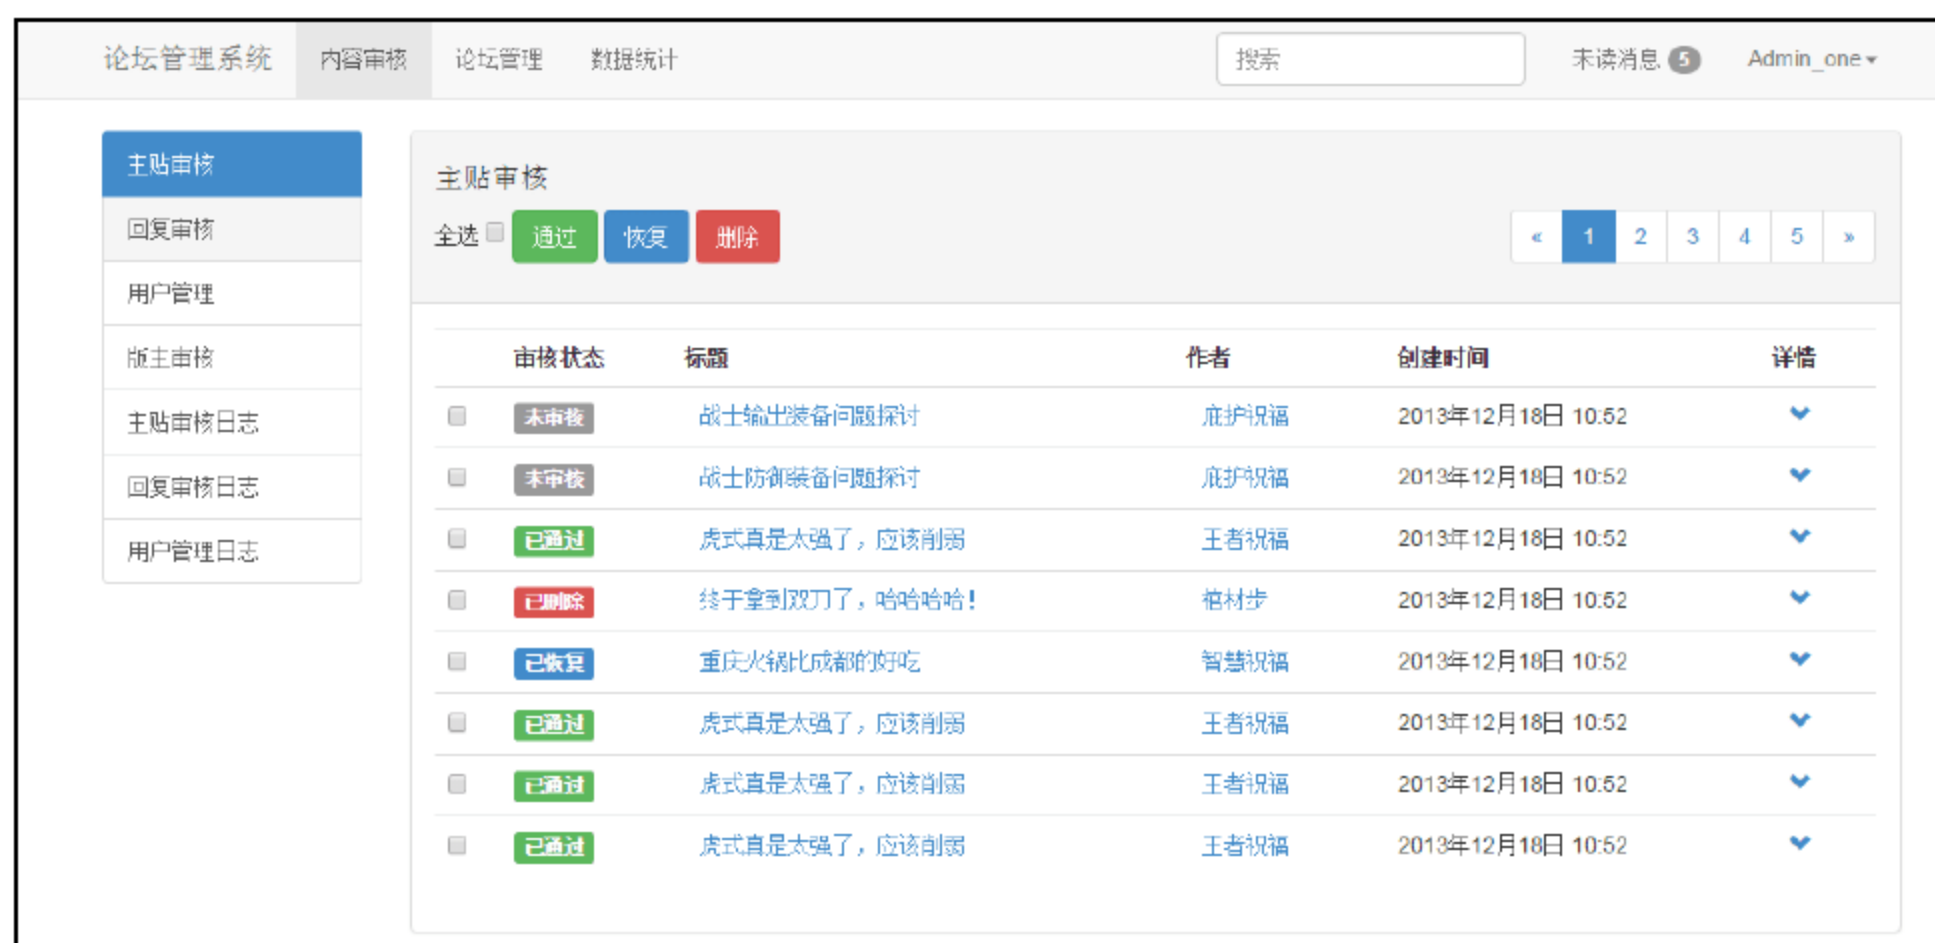 论坛管理系统 内容审核 论坛管理 数据统计 搜索 未读消息 5 Admin_one
主贴审核
回复审核
用户管理
版主审核
主贴审核日志
回复审核日志
用户管理日志
主贴审核
全选 通过 恢复 删除 « 1 2 3 4 5 »
审核状态 标题 作者 创建时间 详情
未审核 战士输出装备问题探讨 庇护祝福 2013年12月18日 10:52
未审核 战士防御装备问题探讨 庇护祝福 2013年12月18日 10:52
已通过 虎式真是太强了，应该削弱 王者祝福 2013年12月18日 10:52
已删除 终于拿到双刀了，哈哈哈哈！ 棺材步 2013年12月18日 10:52
已恢复 重庆火锅比成都的好吃 智慧祝福 2013年12月18日 10:52
已通过 虎式真是太强了，应该削弱 王者祝福 2013年12月18日 10:52
已通过 虎式真是太强了，应该削弱 王者祝福 2013年12月18日 10:52
已通过 虎式真是太强了，应该削弱 王者祝福 2013年12月18日 10:52